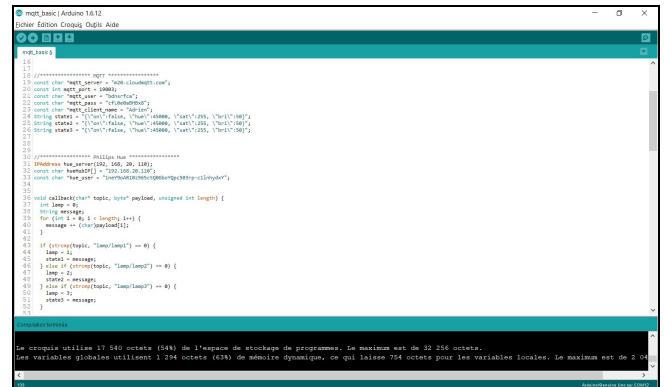 mqtt_basic | Arduino 1.6.12
Fichier Édition Croquis Outils Aide
mqtt_basic §
16
17
18 //***************** MQTT *****************
19 const char *mqtt_server = "m20.cloudmqtt.com";
20 const int mqtt_port = 19003;
21 const char *mqtt_user = "bdnsrfca";
22 const char *mqtt_pass = 
23 const char *mqtt_client_name = "Adrien";
24 String state1 = "{\"on\":false, \"hue\":45000, \"sat\":255, \"bri\":50}";
25 String state2 = "{\"on\":false, \"hue\":45000, \"sat\":255, \"bri\":50}";
26 String state3 = "{\"on\":false, \"hue\":45000, \"sat\":255, \"bri\":50}";
27
28
29
30 //***************** Philips Hue *****************
31 IPAddress hue_server(192, 168, 20, 110);
32 const char hueHubIP[] = "192.168.20.110";
33 const char *hue_user = 
34
35
36 void callback(char* topic, byte* payload, unsigned int length) {
37 int lamp = 0;
38 String message;
39 for (int i = 0; i < length; i++) {
40 message += (char)payload[i];
41 }
42
43 if (strcmp(topic, "lamp/lamp1") == 0) {
44 lamp = 1;
45 state1 = message;
46 } else if (strcmp(topic, "lamp/lamp2") == 0) {
47 lamp = 2;
48 state2 = message;
49 } else if (strcmp(topic, "lamp/lamp3") == 0) {
50 lamp = 3;
51 state3 = message;
52 }
53
Compilation terminée.
Le croquis utilise 17 540 octets (54%) de l'espace de stockage de programmes. Le maximum est de 32 256 octets.
Les variables globales utilisent 1 294 octets (63%) de mémoire dynamique, ce qui laisse 754 octets pour les variables locales. Le maximum est de 2 04
103
Arduino/Genuino Uno sur COM12